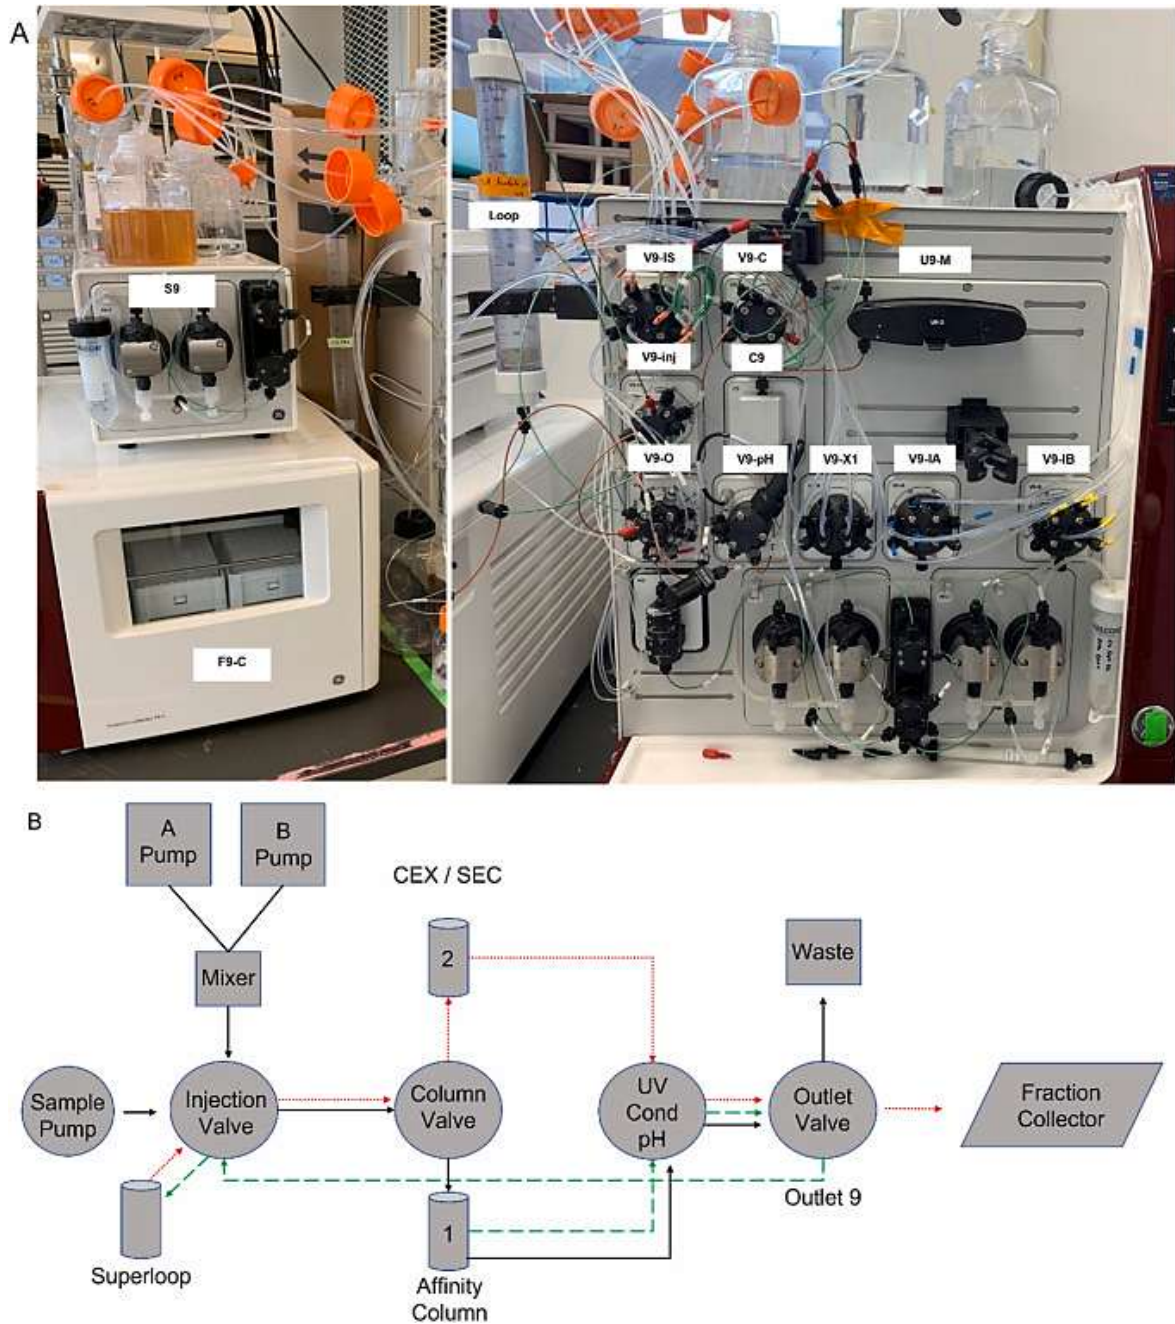 A
S9
F9-C
Loop
V9-IS
V9-C
U9-M
V9-inj
C9
V9-O
V9-pH
V9-X1
V9-IA
V9-IB
B
A
Pump
B
Pump
CEX / SEC
2
Waste
Mixer
Sample
Pump
Injection
Valve
Column
Valve
UV
Cond
pH
Outlet
Valve
Fraction
Collector
Outlet 9
Superloop
1
Affinity
Column